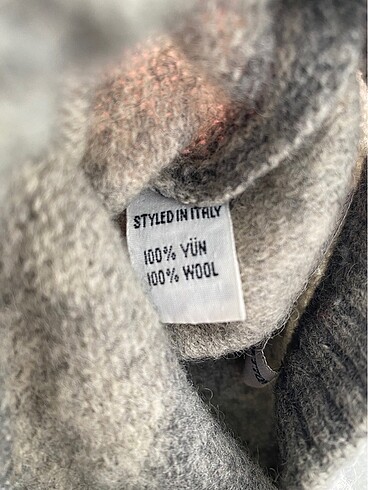 STYLED IN ITALY
100% YÜN
100% WOOL